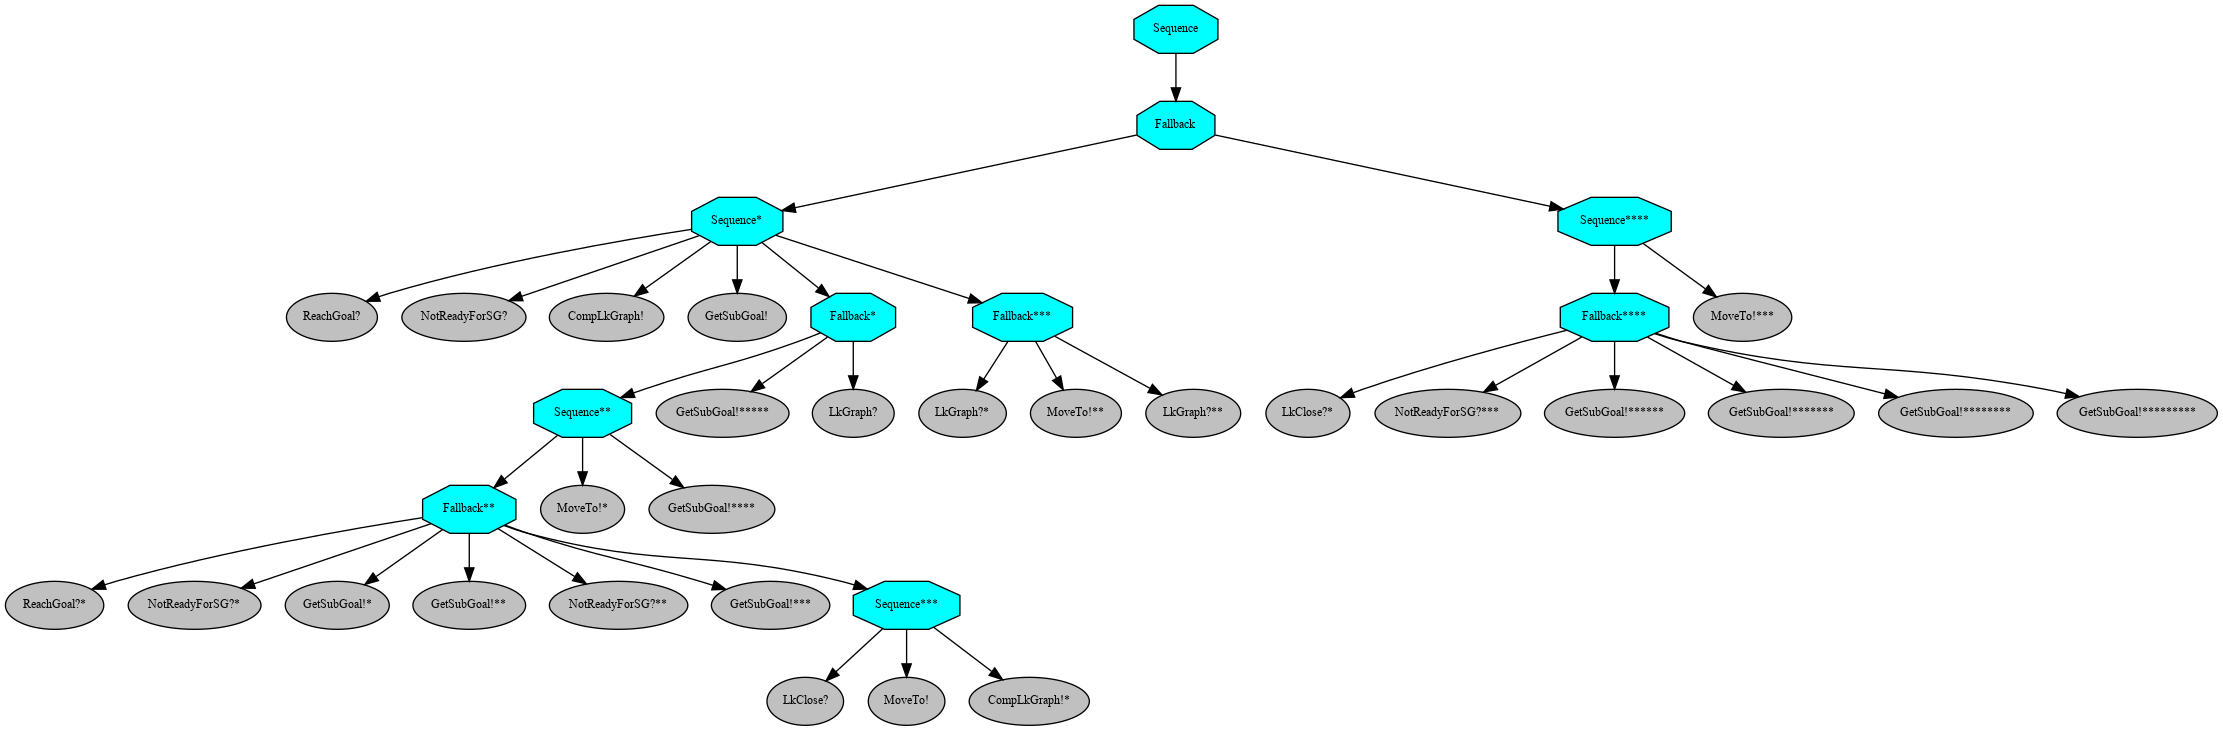 Sequence
Fallback
Sequence*
Sequence****
ReachGoal?
NotReadyForSG?
CompLkGraph!
GetSubGoal!
Fallback*
Fallback***
Fallback****
MoveTo!***
Sequence**
GetSubGoal!*****
LkGraph?
LkGraph?*
MoveTo!**
LkGraph?**
LkClose?*
NotReadyForSG?***
GetSubGoal!******
GetSubGoal!*******
GetSubGoal!********
GetSubGoal!*********
Fallback**
MoveTo!*
GetSubGoal!****
ReachGoal?*
NotReadyForSG?*
GetSubGoal!*
GetSubGoal!**
NotReadyForSG?**
GetSubGoal!***
Sequence***
LkClose?
MoveTo!
CompLkGraph!*